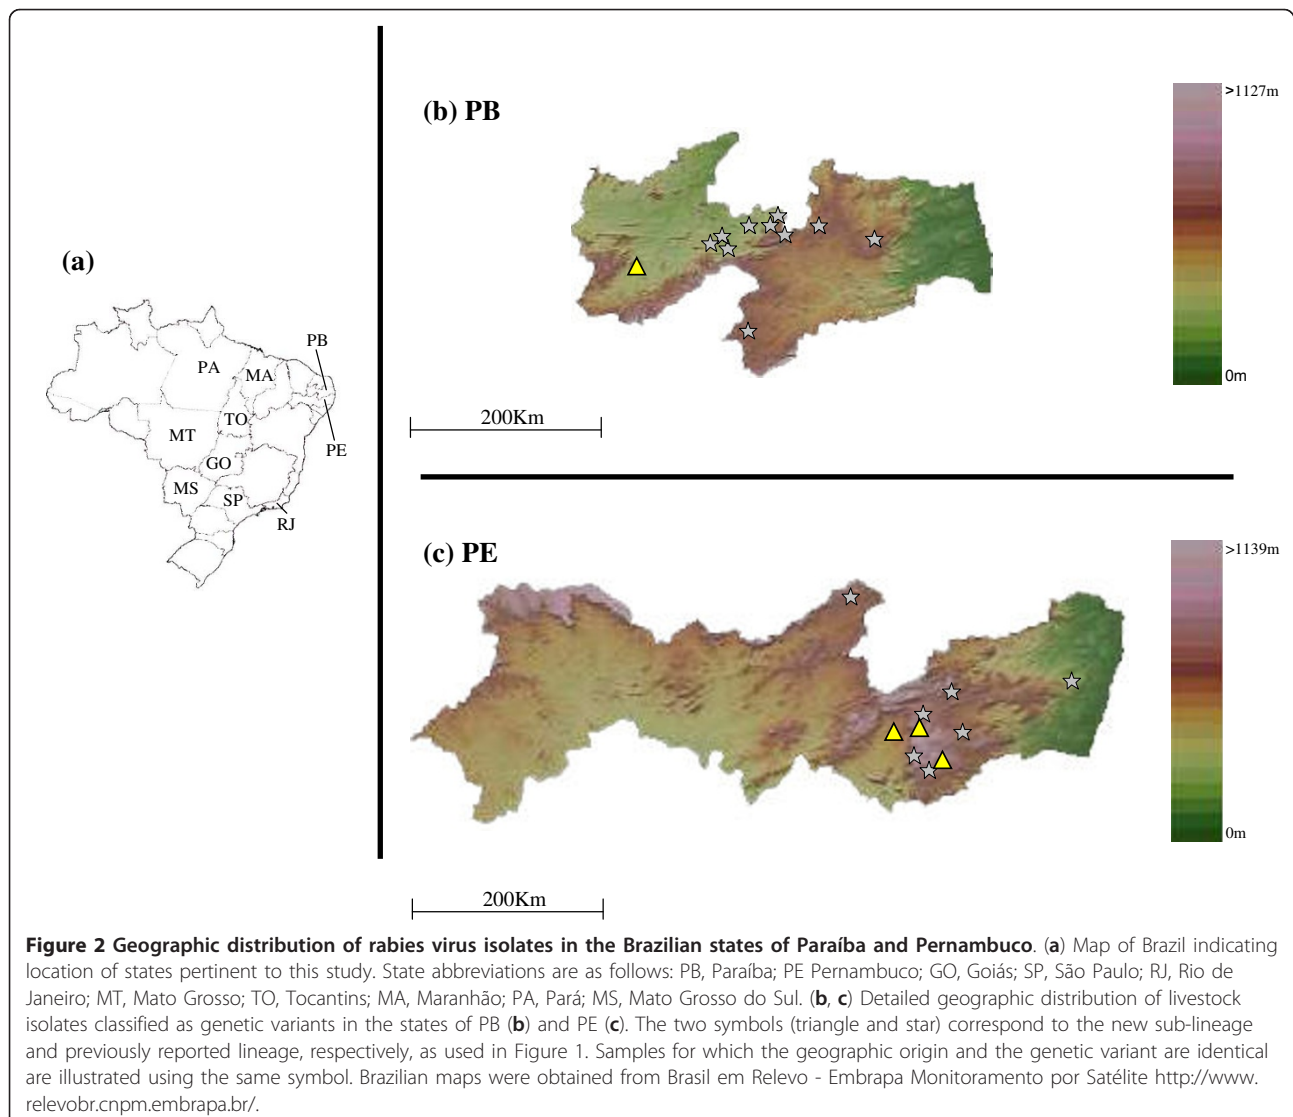 (a)
PA
MA
PB
TO
MT
PE
GO
MS
SP
RJ
(b) PB
>1127m
0m
200Km
(c) PE
>1139m
0m
200Km
Figure 2 Geographic distribution of rabies virus isolates in the Brazilian states of Paraíba and Pernambuco. (a) Map of Brazil indicating
location of states pertinent to this study. State abbreviations are as follows: PB, Paraíba; PE Pernambuco; GO, Goiás; SP, São Paulo; RJ, Rio de
Janeiro; MT, Mato Grosso; TO, Tocantins; MA, Maranhão; PA, Pará; MS, Mato Grosso do Sul. (b, c) Detailed geographic distribution of livestock
isolates classified as genetic variants in the states of PB (b) and PE (c). The two symbols (triangle and star) correspond to the new sub-lineage
and previously reported lineage, respectively, as used in Figure 1. Samples for which the geographic origin and the genetic variant are identical
are illustrated using the same symbol. Brazilian maps were obtained from Brasil em Relevo - Embrapa Monitoramento por Satélite http://www.
relevobr.cnpm.embrapa.br/.